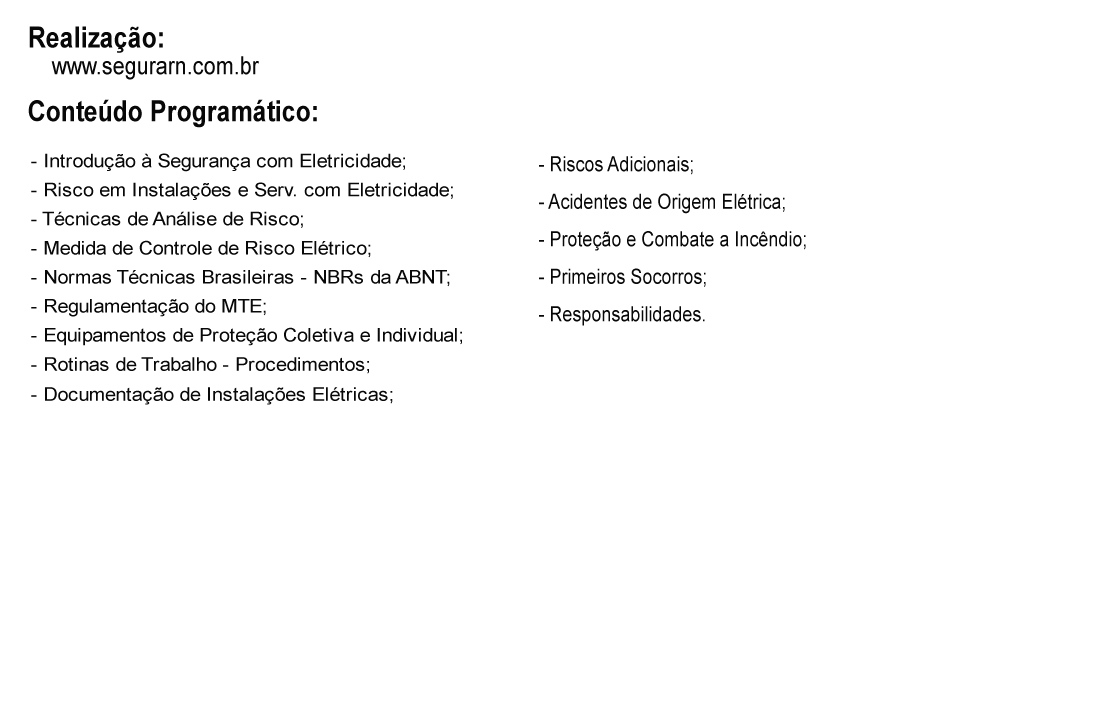 Realização:
www.segurarn.com.br
Conteúdo Programático:
- Introdução à Segurança com Eletricidade;
- Risco em Instalações e Serv. com Eletricidade;
- Técnicas de Análise de Risco;
- Medida de Controle de Risco Elétrico;
- Normas Técnicas Brasileiras - NBRs da ABNT;
- Regulamentação do MTE;
- Equipamentos de Proteção Coletiva e Individual;
- Rotinas de Trabalho - Procedimentos;
- Documentação de Instalações Elétricas;
- Riscos Adicionais;
- Acidentes de Origem Elétrica;
- Proteção e Combate a Incêndio;
- Primeiros Socorros;
- Responsabilidades.